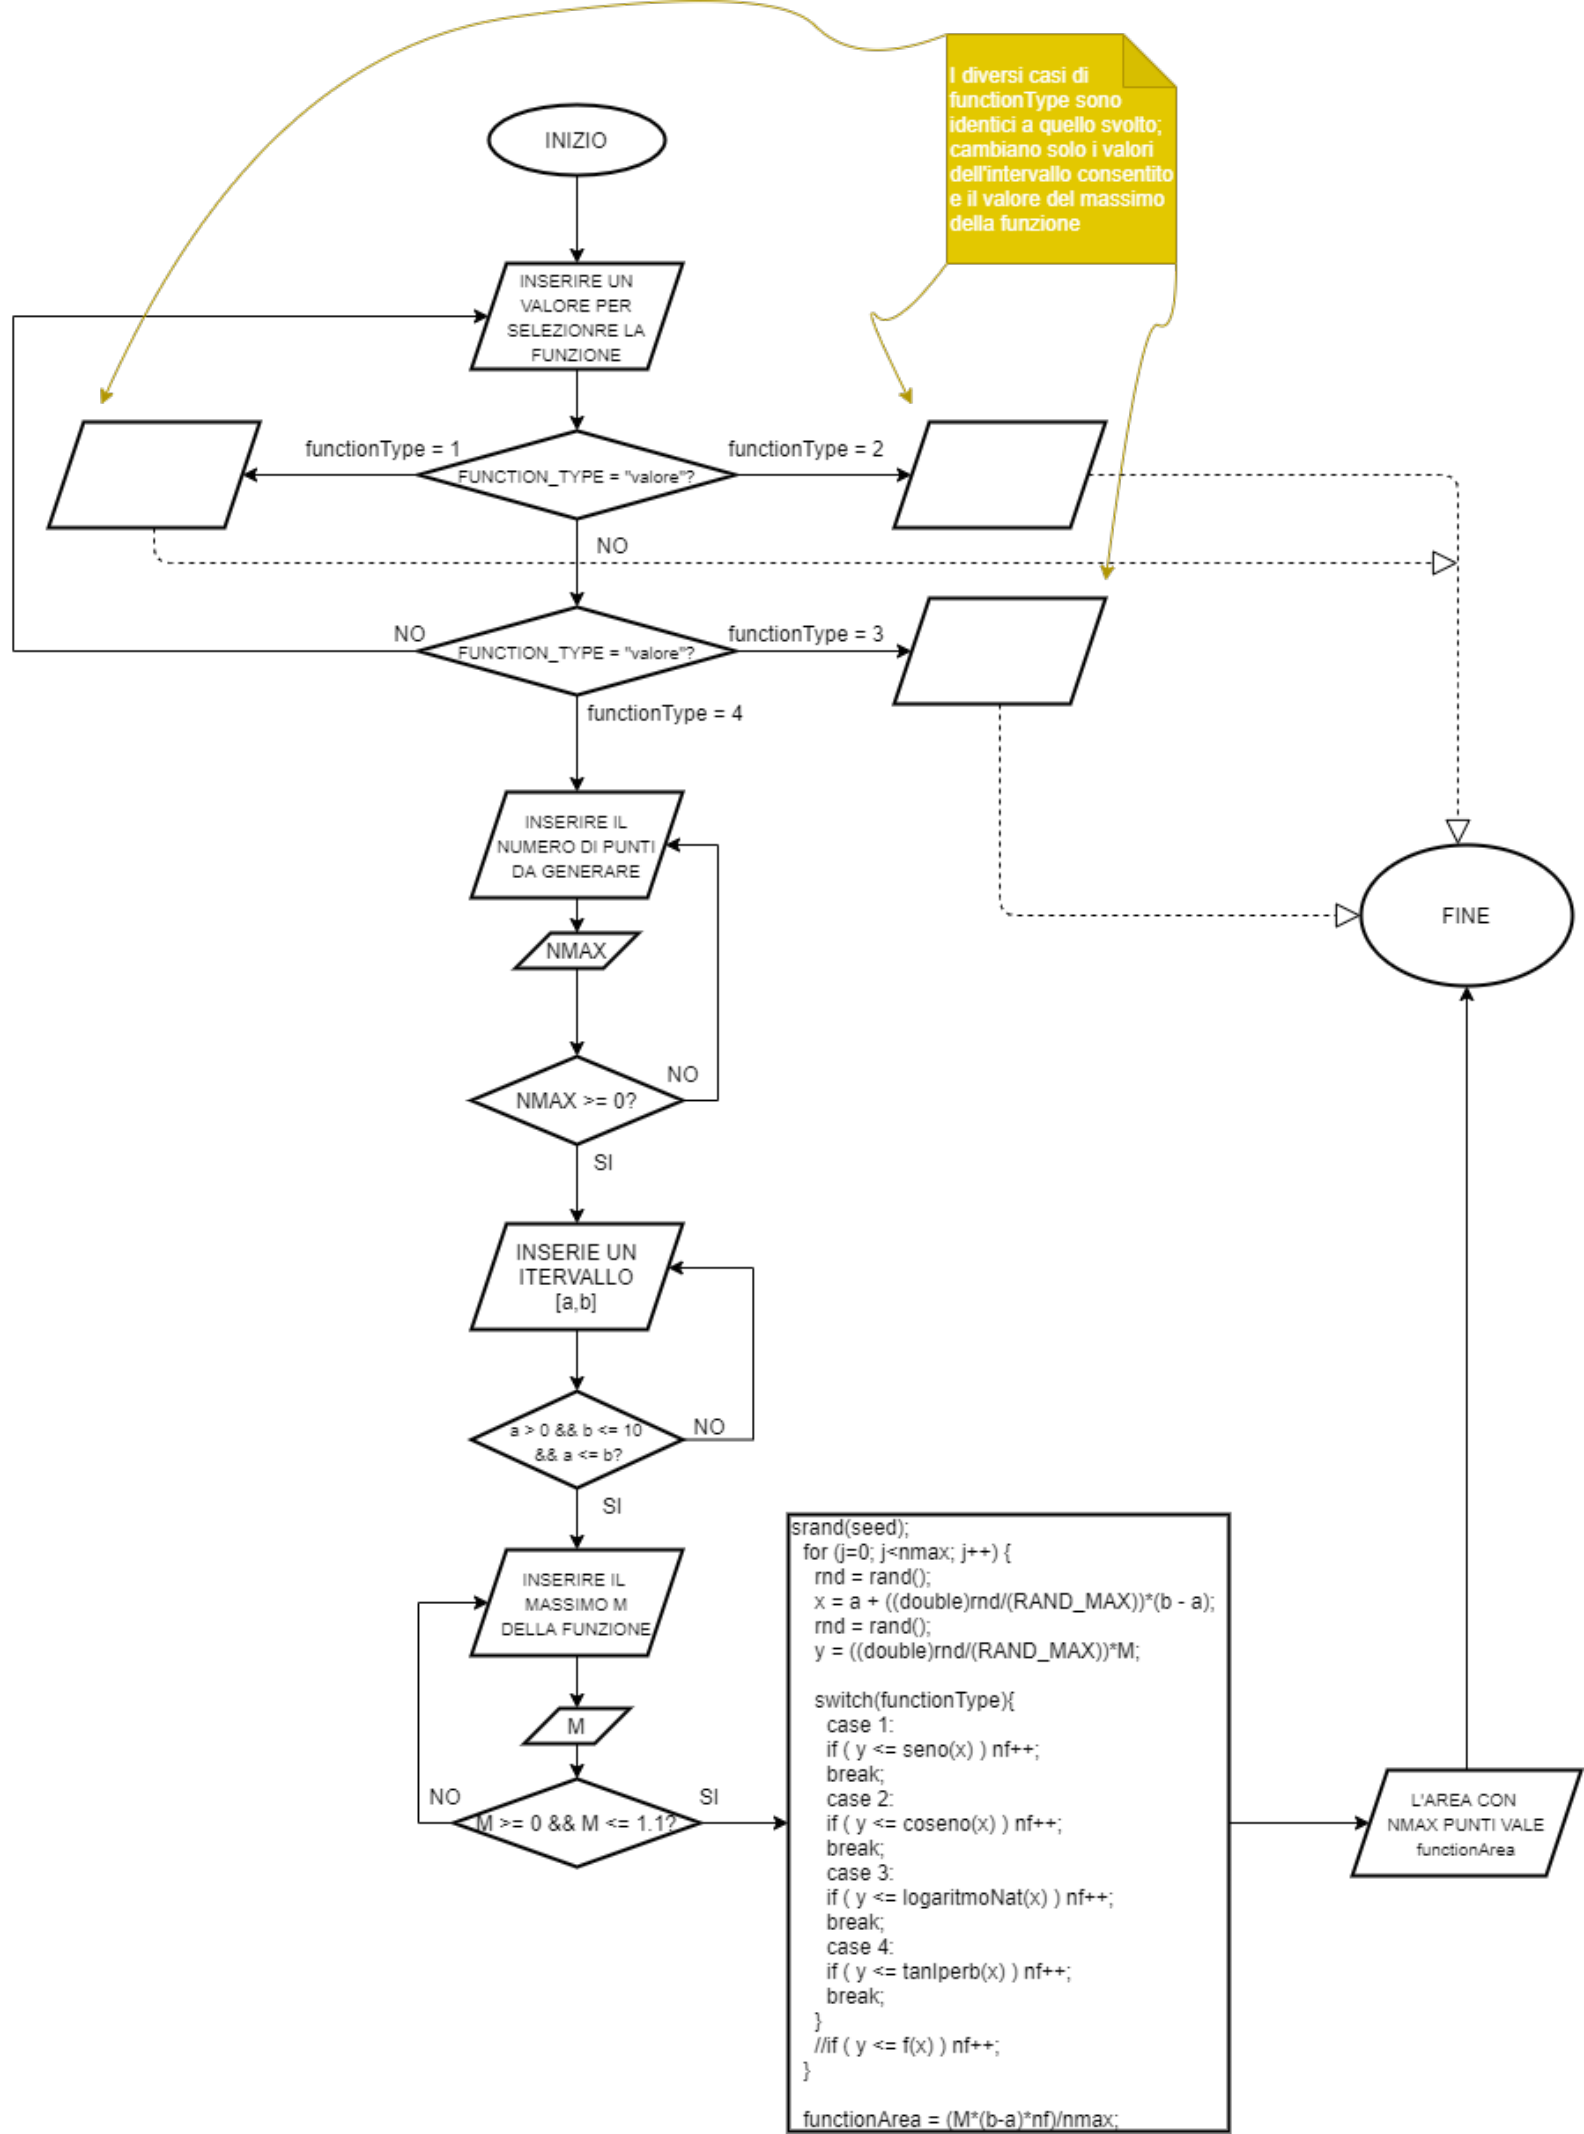 I diversi casi di
functionType sono
identici a quello svolto;
cambiano solo i valori
dell'intervallo consentito
e il valore del massimo
della funzione
INIZIO
INSERIRE UN
VALORE PER
SELEZIONRE LA
FUNZIONE
functionType = 1
FUNCTION_TYPE = "valore"?
functionType = 2
NO
NO
FUNCTION_TYPE = "valore"?
functionType = 3
functionType = 4
INSERIRE IL
NUMERO DI PUNTI
DA GENERARE
NMAX
FINE
NO
NMAX >= 0?
SI
INSERIE UN
ITERVALLO
[a,b]
a > 0 && b <= 10
&& a <= b?
NO
SI
INSERIRE IL
MASSIMO M
DELLA FUNZIONE
M
NO
M >= 0 && M <= 1.1?
SI
srand(seed);
for (j=0; j<nmax; j++) {
rnd = rand();
x = a + ((double)rnd/(RAND_MAX))*(b - a);
rnd = rand();
y = ((double)rnd/(RAND_MAX))*M;
switch(functionType){
case 1:
if ( y <= seno(x) ) nf++;
break;
case 2:
if ( y <= coseno(x) ) nf++;
break;
case 3:
if ( y <= logaritmoNat(x) ) nf++;
break;
case 4:
if ( y <= tanIperb(x) ) nf++;
break;
}
//if ( y <= f(x) ) nf++;
}
functionArea = (M*(b-a)*nf)/nmax;
L'AREA CON
NMAX PUNTI VALE
functionArea